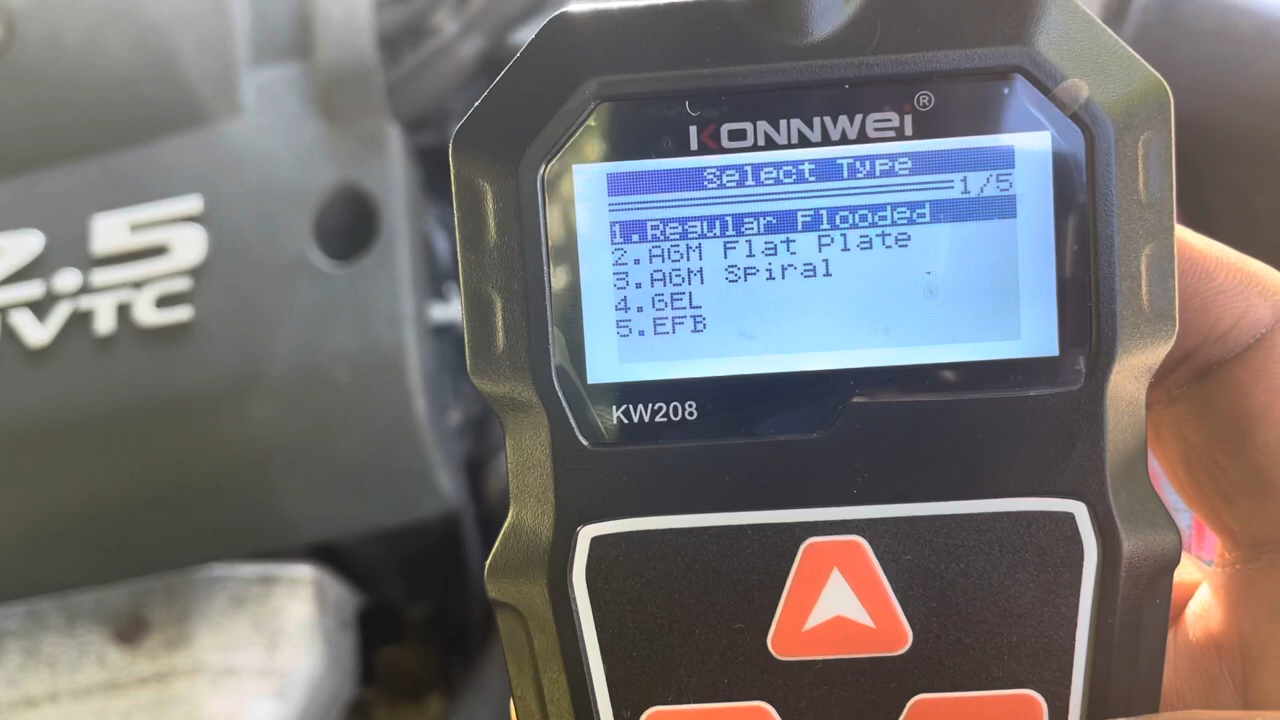 2.5
VTC
KONNWEI®
Select Type
1/5
1.Regular Flooded
2.AGM Flat Plate
3.AGM Spiral
4.GEL
5.EFB
KW208